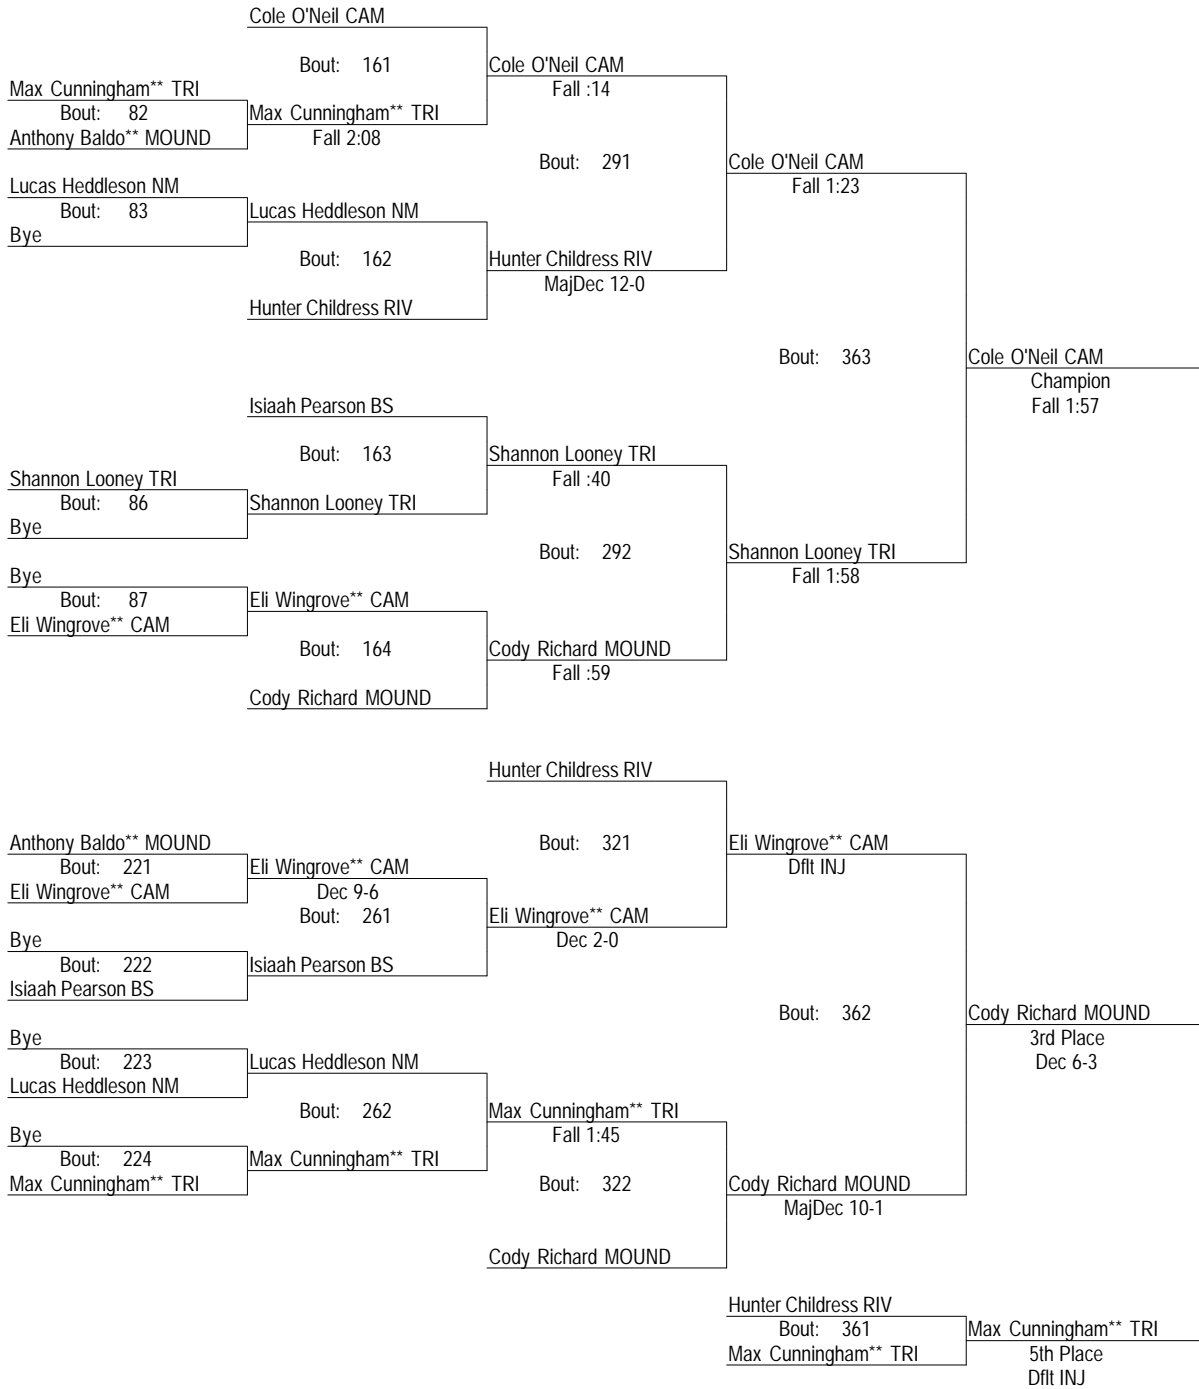 Cole O'Neil CAM
Bout: 161
Cole O'Neil CAM
Fall :14
Max Cunningham** TRI
Bout: 82
Max Cunningham** TRI
Anthony Baldo** MOUND
Fall 2:08
Bout: 291
Cole O'Neil CAM
Fall 1:23
Lucas Heddleson NM
Bout: 83
Lucas Heddleson NM
Bye
Bout: 162
Hunter Childress RIV
MajDec 12-0
Hunter Childress RIV
Bout: 363
Cole O'Neil CAM
Champion
Fall 1:57
Isiaah Pearson BS
Bout: 163
Shannon Looney TRI
Fall :40
Shannon Looney TRI
Bout: 86
Shannon Looney TRI
Bye
Bout: 292
Shannon Looney TRI
Fall 1:58
Bye
Bout: 87
Eli Wingrove** CAM
Eli Wingrove** CAM
Bout: 164
Cody Richard MOUND
Fall :59
Cody Richard MOUND
Hunter Childress RIV
Anthony Baldo** MOUND
Bout: 321
Eli Wingrove** CAM
Dflt INJ
Bout: 221
Eli Wingrove** CAM
Eli Wingrove** CAM
Dec 9-6
Bout: 261
Eli Wingrove** CAM
Dec 2-0
Bye
Bout: 222
Isiaah Pearson BS
Isiaah Pearson BS
Bout: 362
Cody Richard MOUND
3rd Place
Dec 6-3
Bye
Bout: 223
Lucas Heddleson NM
Lucas Heddleson NM
Bout: 262
Max Cunningham** TRI
Fall 1:45
Bye
Bout: 224
Max Cunningham** TRI
Max Cunningham** TRI
Bout: 322
Cody Richard MOUND
MajDec 10-1
Cody Richard MOUND
Hunter Childress RIV
Bout: 361
Max Cunningham** TRI
Max Cunningham** TRI
5th Place
Dflt INJ